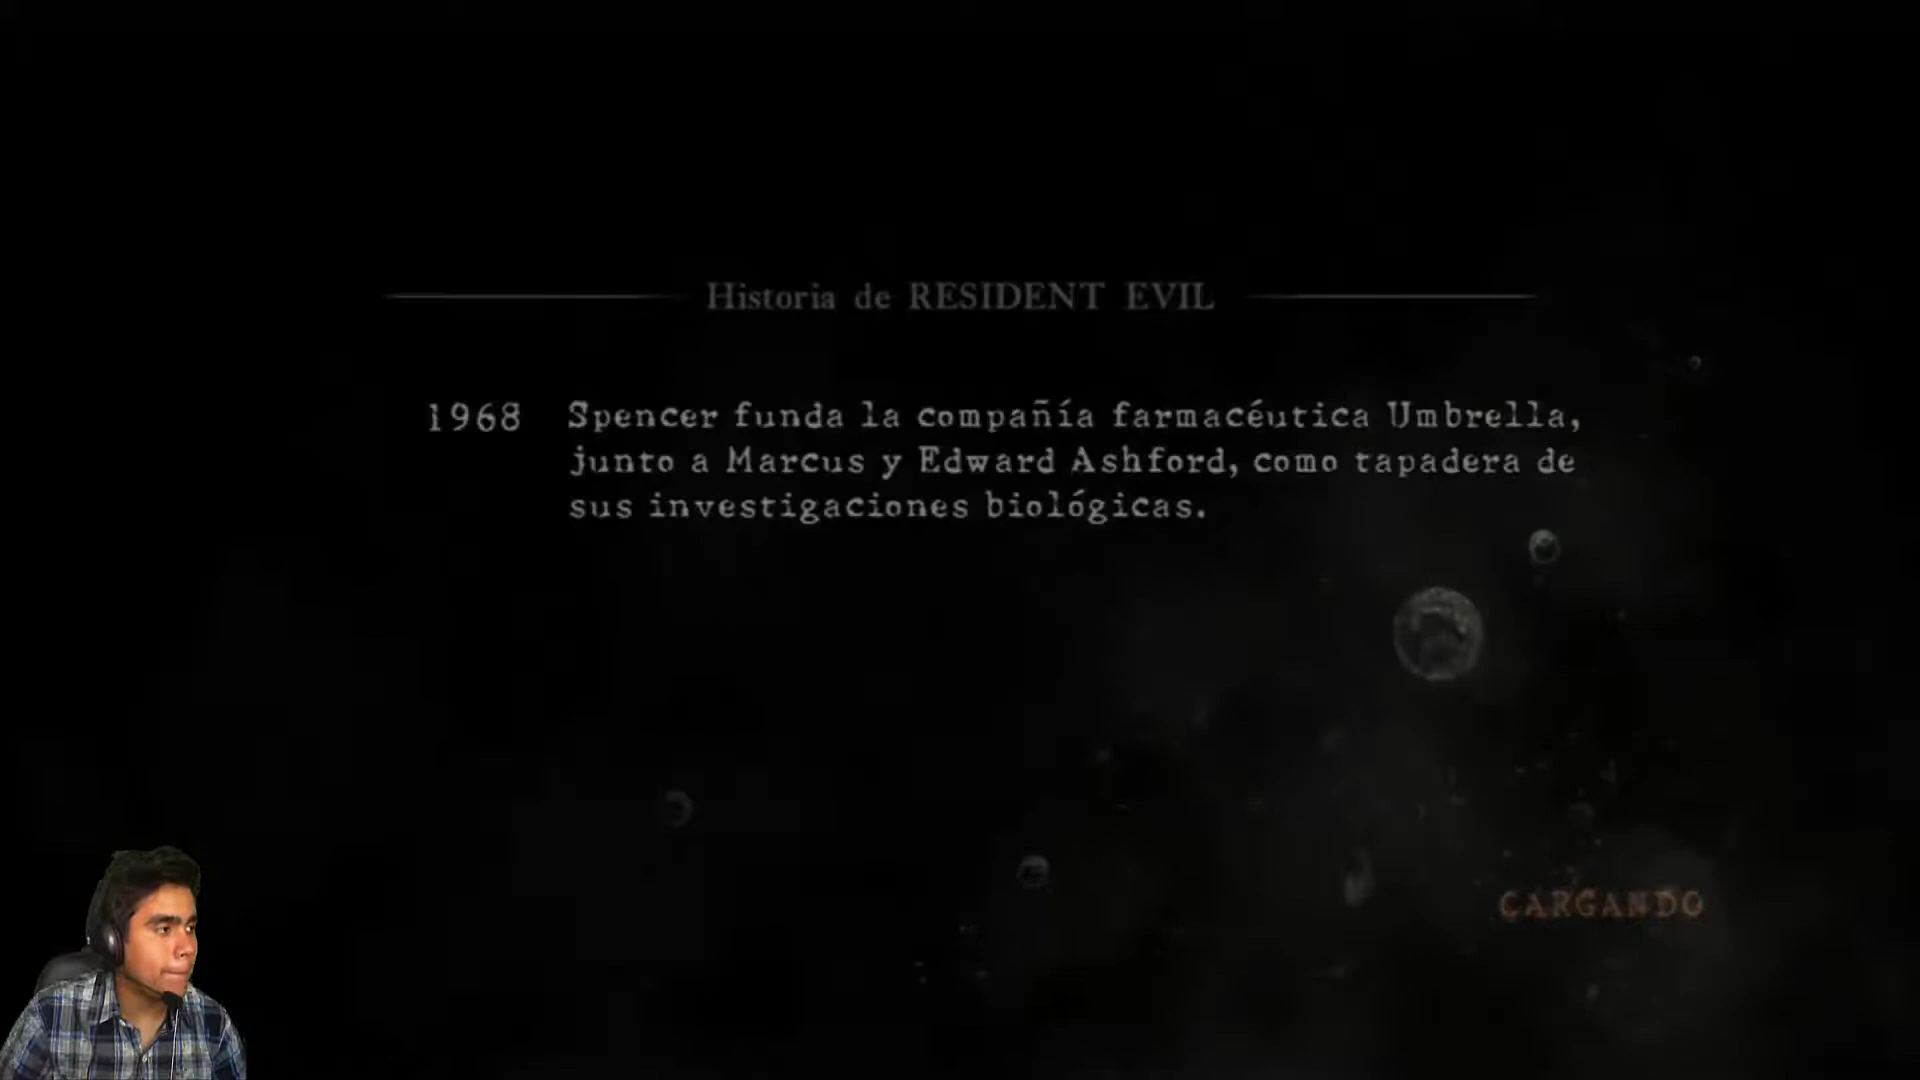 Historia de RESIDENT EVIL
1968 Spencer funda la compañía farmacéutica Umbrella,
junto a Marcus y Edward Ashford, como tapadera de
sus investigaciones biológicas.
CARGANDO